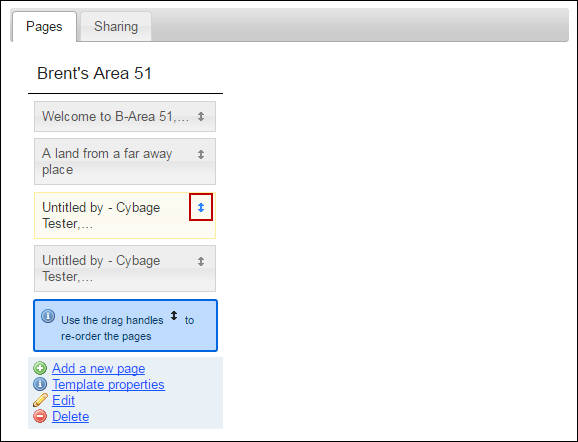 Pages
Sharing
Brent's Area 51
Welcome to B-Area 51,...
A land from a far away
place
Untitled by - Cybage
Tester,...
Untitled by - Cybage
Tester,...
Use the drag handles to
re-order the pages
Add a new page
Template properties
Edit
Delete